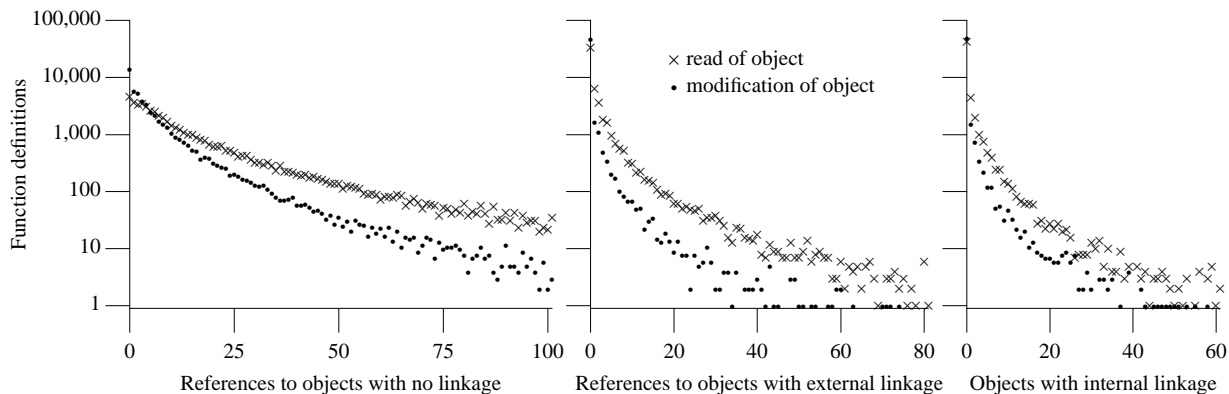 100,000
10,000
1,000
100
10
1
Function definitions
× read of object
• modification of object
0 25 50 75 100
References to objects with no linkage
0 20 40 60 80
References to objects with external linkage
0 20 40 60
Objects with internal linkage